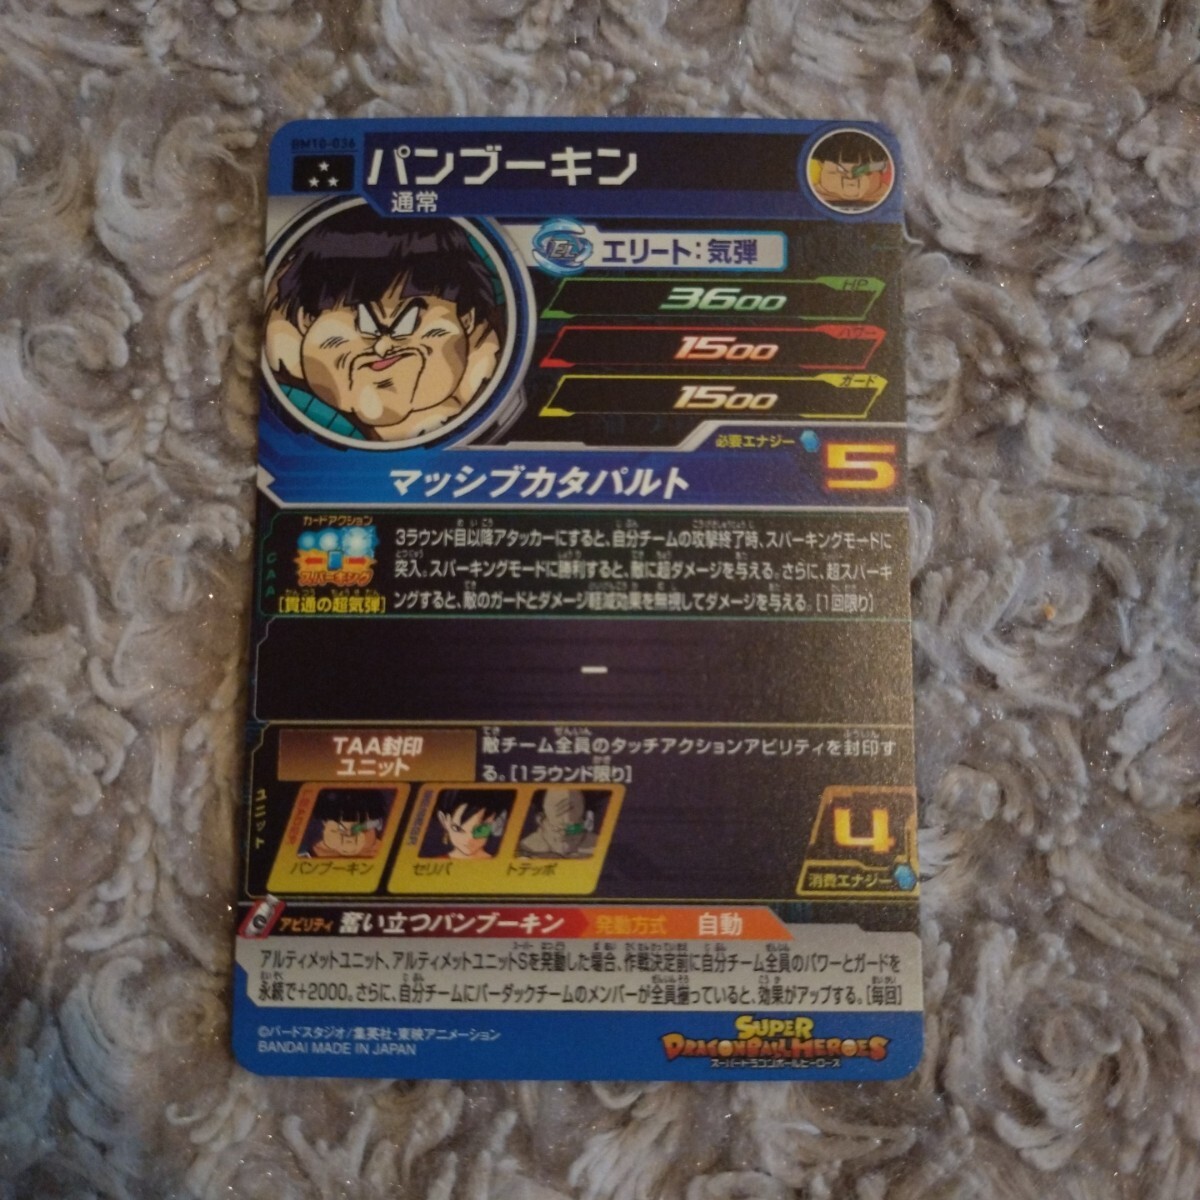 BM10-036
パンブーキン
通常
EL
エリート:気弾
HP
3600
パワー
1500
ガード
1500
必要エナジー
5
マッシブカタパルト
CAA
カードアクション
スパーキング
[貫通の超気弾]
3ラウンド目以降アタッカーにすると、自分チームの攻撃終了時、スパーキングモードに
突入。スパーキングモードに勝利すると、敵に超ダメージを与える。さらに、超スパーキ
ングすると、敵のガードとダメージ軽減効果を無視してダメージを与える。[1回限り]
ー
ユニット
TAA封印
ユニット
敵チーム全員のタッチアクションアビリティを封印す
る。[1ラウンド限り]
パンブーキン
セリパ
トテッポ
4
消費エナジー
アビリティ
奮い立つパンブーキン
発動方式
自動
アルティメットユニット、アルティメットユニットSを発動した場合、作戦決定前に自分チーム全員のパワーとガードを
永続で+2000。さらに、自分チームにバーダックチームのメンバーが全員揃っていると、効果がアップする。[毎回]
©バードスタジオ/集英社・東映アニメーション
BANDAI MADE IN JAPAN
SUPER
DRAGONBALL HEROES
スーパードラゴンボールヒーローズ